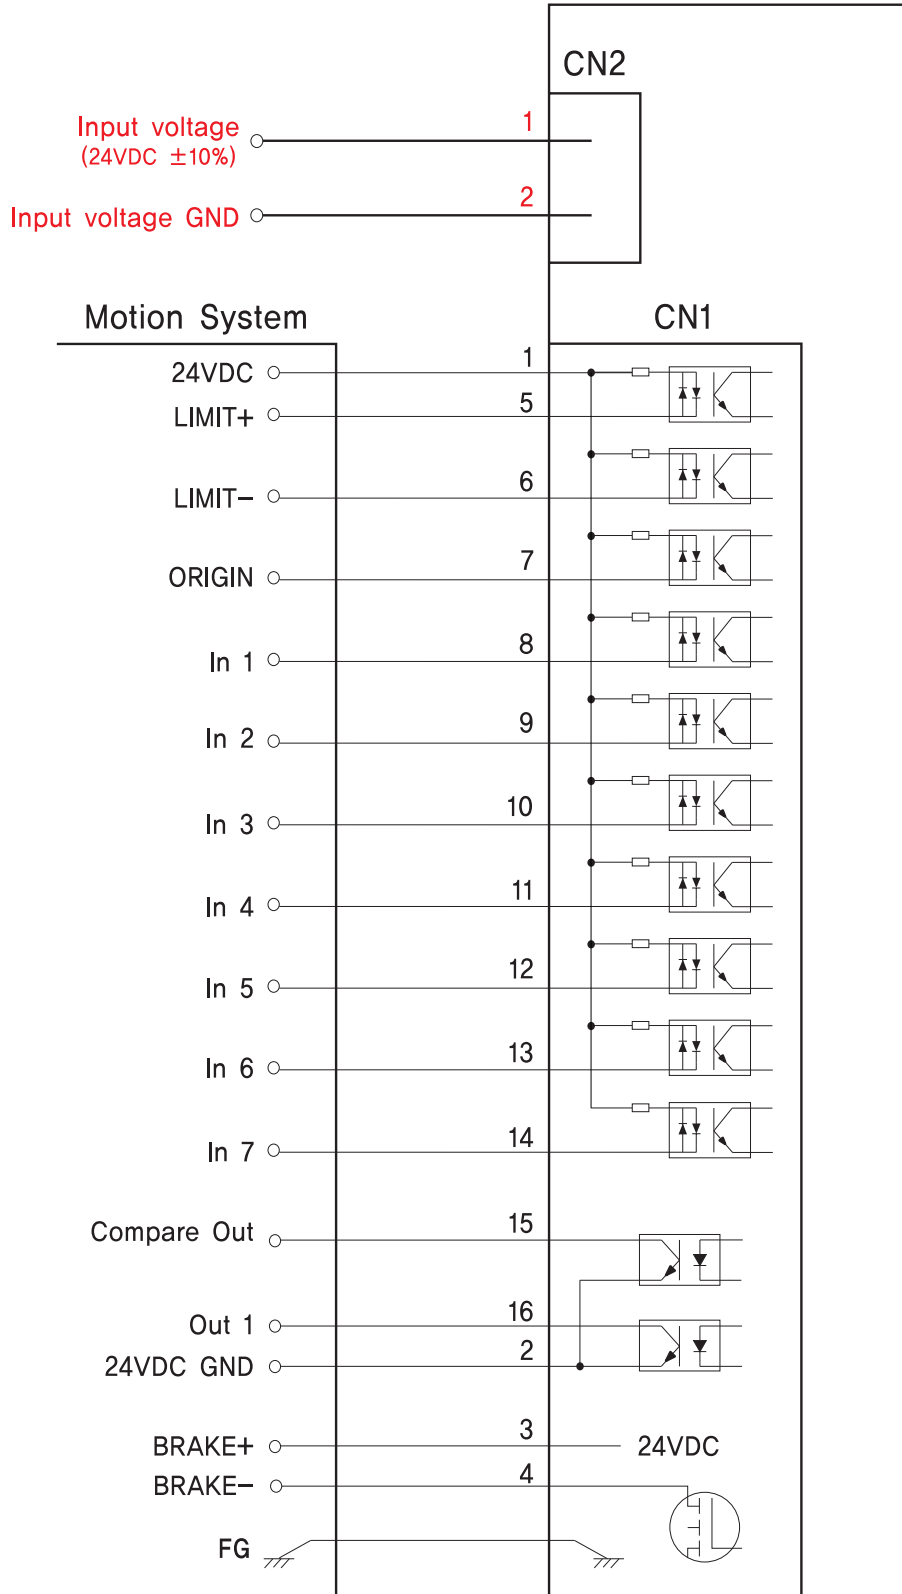 CN2
Input voltage 1
(24VDC ±10%)
Input voltage GND 2
Motion System CN1
24VDC 1
LIMIT+ 5
LIMIT− 6
ORIGIN 7
In 1 8
In 2 9
In 3 10
In 4 11
In 5 12
In 6 13
In 7 14
Compare Out 15
Out 1 16
24VDC GND 2
BRAKE+ 3 24VDC
BRAKE− 4
FG